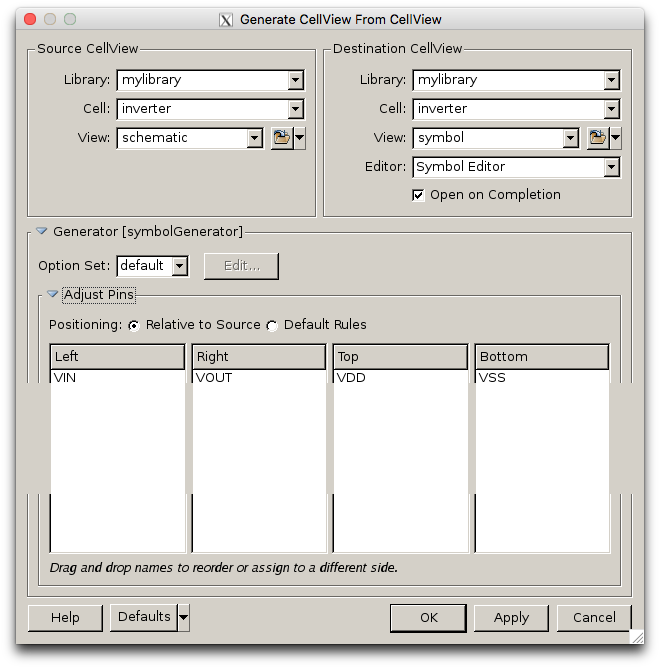 Generate CellView From CellView
Source CellView
Library: mylibrary
Cell: inverter
View: schematic
Destination CellView
Library: mylibrary
Cell: inverter
View: symbol
Editor: Symbol Editor
Open on Completion
Generator [symbolGenerator]
Option Set: default Edit...
Adjust Pins
Positioning: Relative to Source Default Rules
Left Right Top Bottom
VIN VOUT VDD VSS
Drag and drop names to reorder or assign to a different side.
Help Defaults OK Apply Cancel